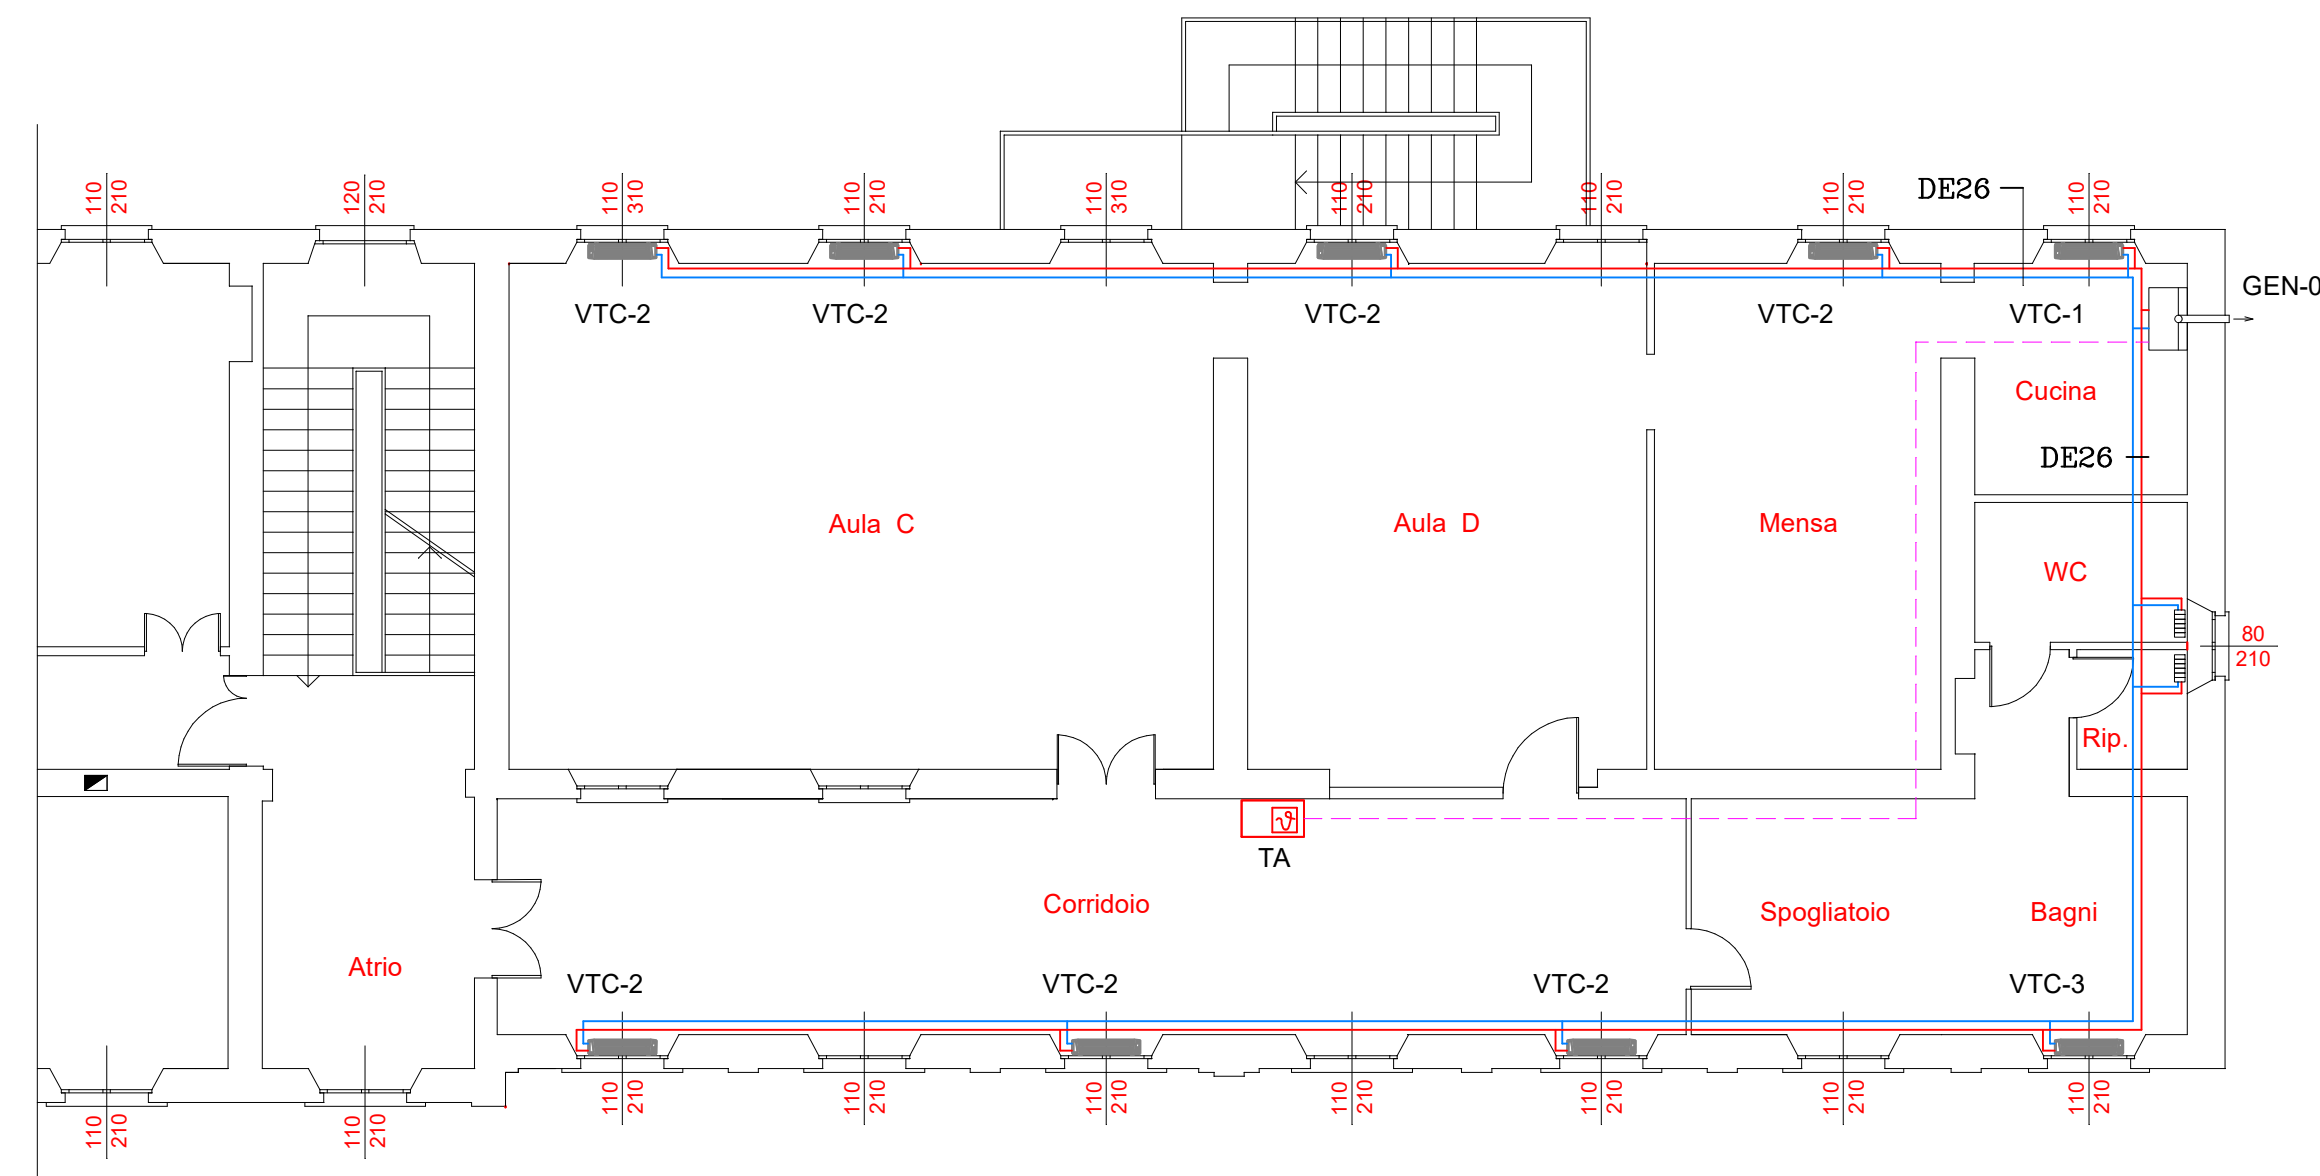 DE26
110 210
120 210
110 310
110 210
110 310
110 210
110 210
110 210
110 210
GEN-0
VTC-2
VTC-2
VTC-2
VTC-2
VTC-1
Cucina
DE26
Aula C
Aula D
Mensa
WC
80
210
Rip.
ϑ
TA
Corridoio
Spogliatoio
Bagni
Atrio
VTC-2
VTC-2
VTC-2
VTC-3
110 210
110 210
110 210
110 210
110 210
110 210
110 210
110 210
110 210